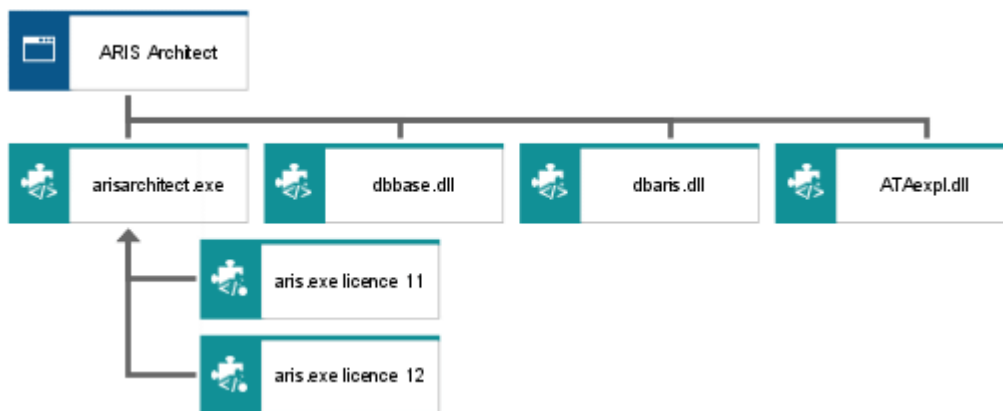 ARIS Architect
arisarchitect.exe
dbbase.dll
dbaris.dll
ATAexpl.dll
aris.exe licence 11
aris.exe licence 12